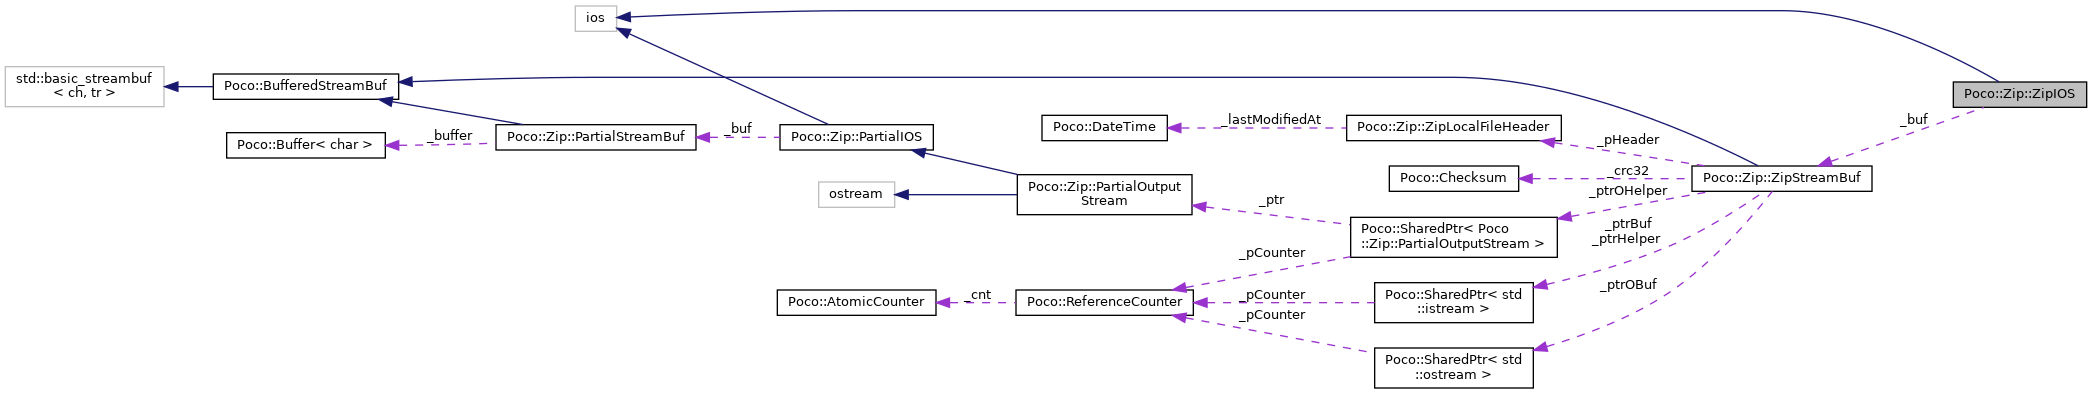 ios
std::basic_streambuf
< ch, tr >
Poco::BufferedStreamBuf
Poco::Zip::ZipIOS
_buf
Poco::Buffer< char >
_buffer
Poco::Zip::PartialStreamBuf
_buf
Poco::Zip::PartialIOS
Poco::DateTime
_lastModifiedAt
Poco::Zip::ZipLocalFileHeader
_pHeader
Poco::Checksum
_crc32
Poco::Zip::ZipStreamBuf
ostream
Poco::Zip::PartialOutput
Stream
_ptr
_ptrOHelper
Poco::SharedPtr< Poco
::Zip::PartialOutputStream >
_ptrBuf
_ptrHelper
_pCounter
Poco::AtomicCounter
_cnt
Poco::ReferenceCounter
_pCounter
Poco::SharedPtr< std
::istream >
_ptrOBuf
_pCounter
Poco::SharedPtr< std
::ostream >